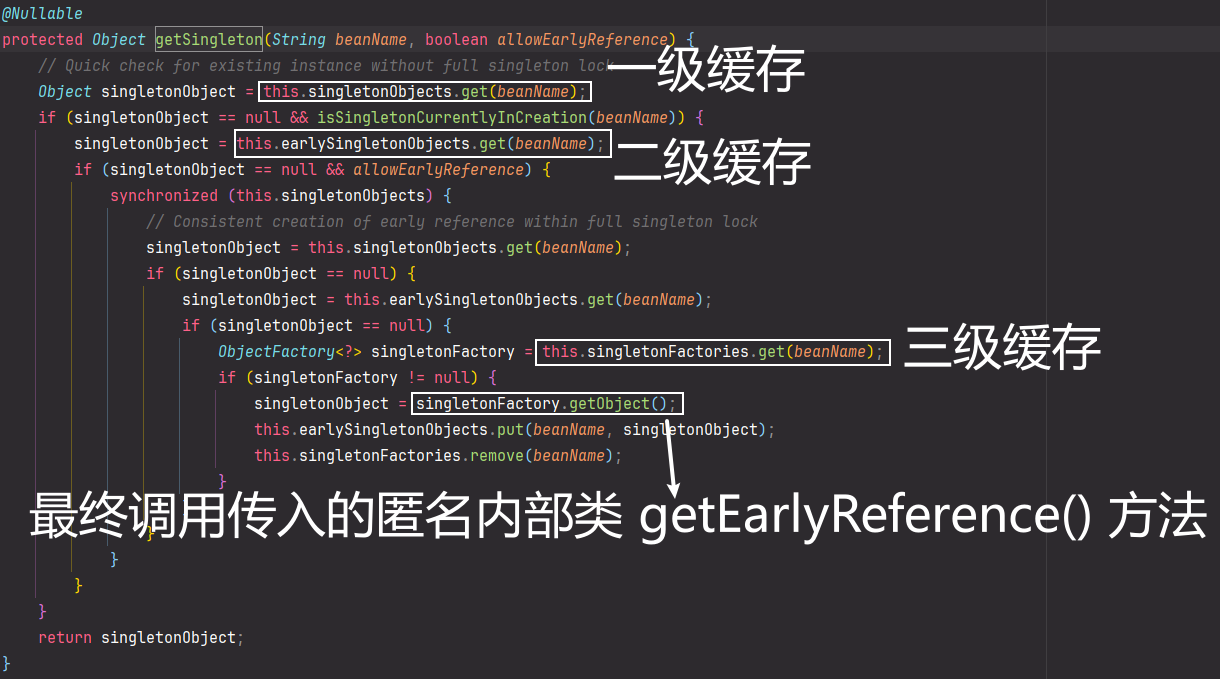 @Nullable
protected Object getSingleton(String beanName, boolean allowEarlyReference) {
// Quick check for existing instance without full singleton lock
一级缓存
Object singletonObject = this.singletonObjects.get(beanName);
if (singletonObject == null && isSingletonCurrentlyInCreation(beanName)) {
singletonObject = this.earlySingletonObjects.get(beanName);
二级缓存
if (singletonObject == null && allowEarlyReference) {
synchronized (this.singletonObjects) {
// Consistent creation of early reference within full singleton lock
singletonObject = this.singletonObjects.get(beanName);
if (singletonObject == null) {
singletonObject = this.earlySingletonObjects.get(beanName);
if (singletonObject == null) {
ObjectFactory<?> singletonFactory = this.singletonFactories.get(beanName);
三级缓存
if (singletonFactory != null) {
singletonObject = singletonFactory.getObject();
this.earlySingletonObjects.put(beanName, singletonObject);
this.singletonFactories.remove(beanName);
}
最终调用传入的匿名内部类 getEarlyReference() 方法
}
}
}
}
return singletonObject;
}